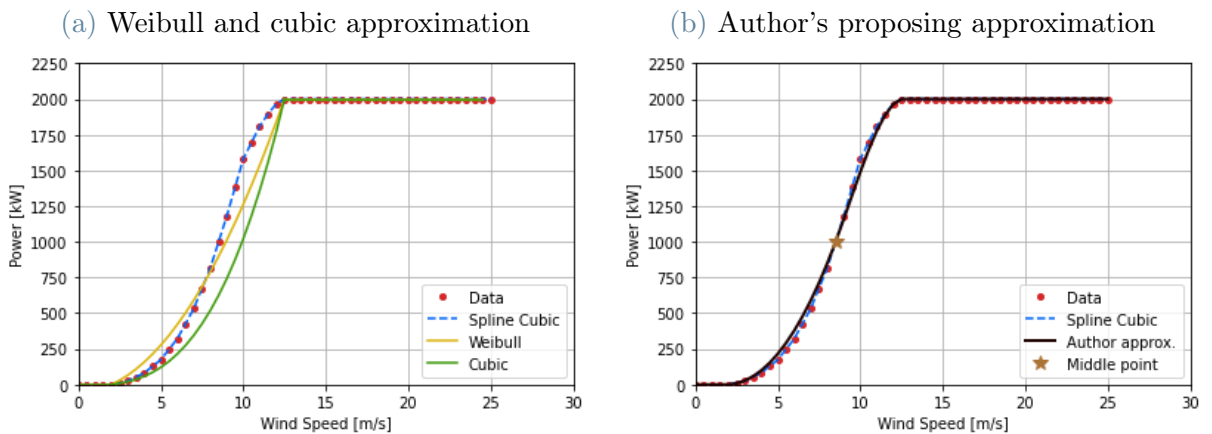 (a) Weibull and cubic approximation
2250
2000
1750
1500
1250
1000
750
500
250
0
Power [kW]
0 5 10 15 20 25 30
Wind Speed [m/s]
Data
Spline Cubic
Weibull
Cubic
(b) Author's proposing approximation
2250
2000
1750
1500
1250
1000
750
500
250
0
Power [kW]
0 5 10 15 20 25 30
Wind Speed [m/s]
Data
Spline Cubic
Author approx.
Middle point